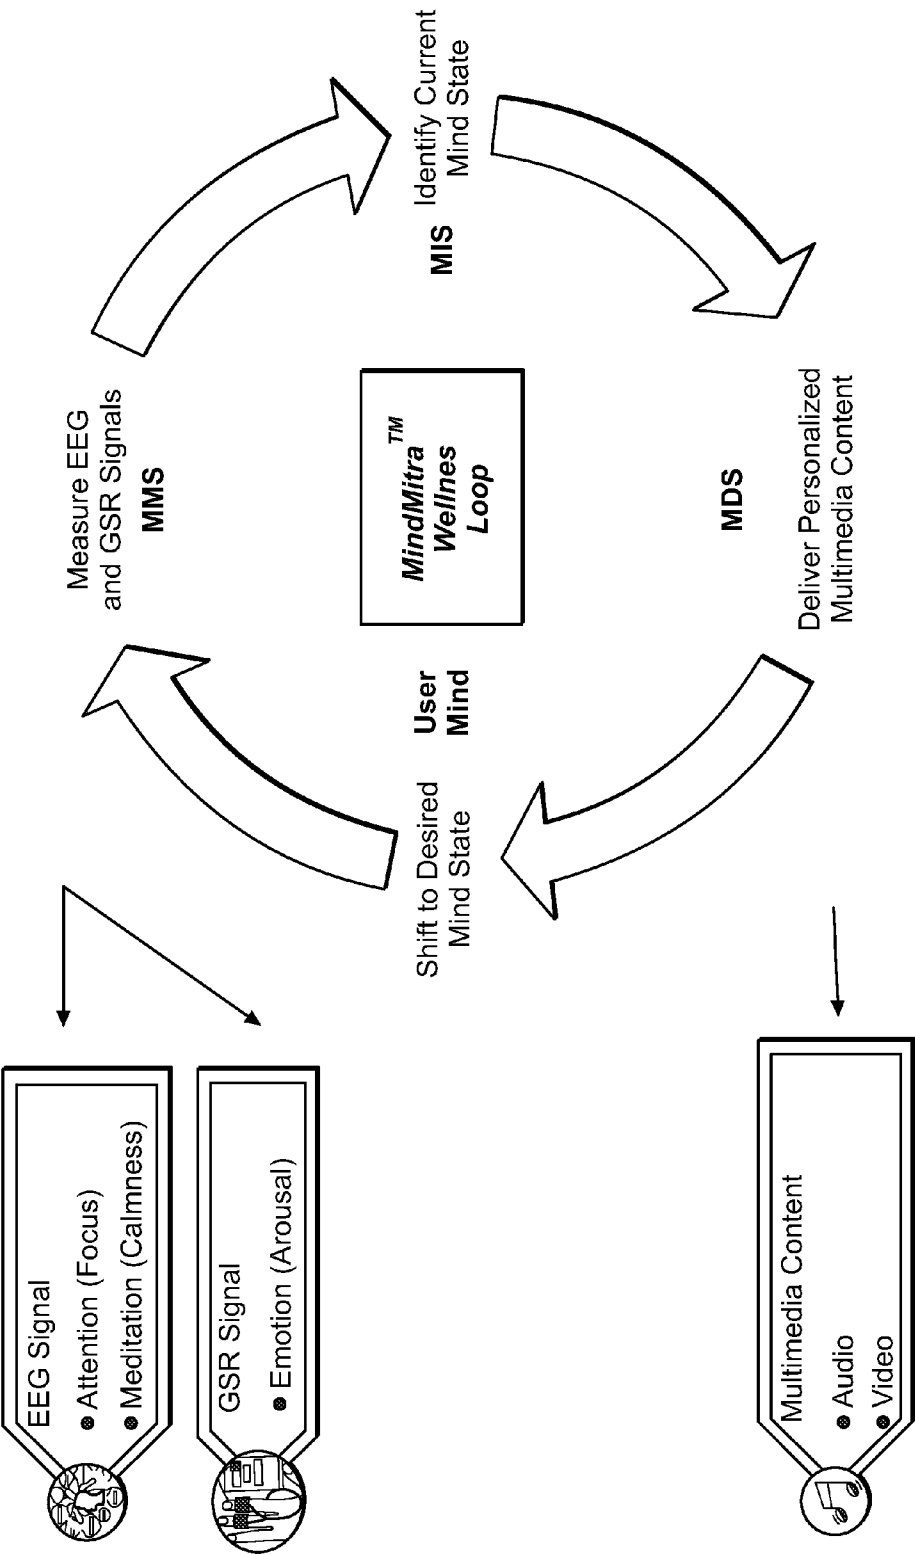 EEG Signal
Attention (Focus)
Meditation (Calmness)
GSR Signal
Emotion (Arousal)
Multimedia Content
Audio
Video
Measure EEG
and GSR Signals
MMS
Identify Current
Mind State
MIS
MDS
Deliver Personalized
Multimedia Content
Shift to Desired
Mind State
User
Mind
MindMitra™
Wellnes
Loop